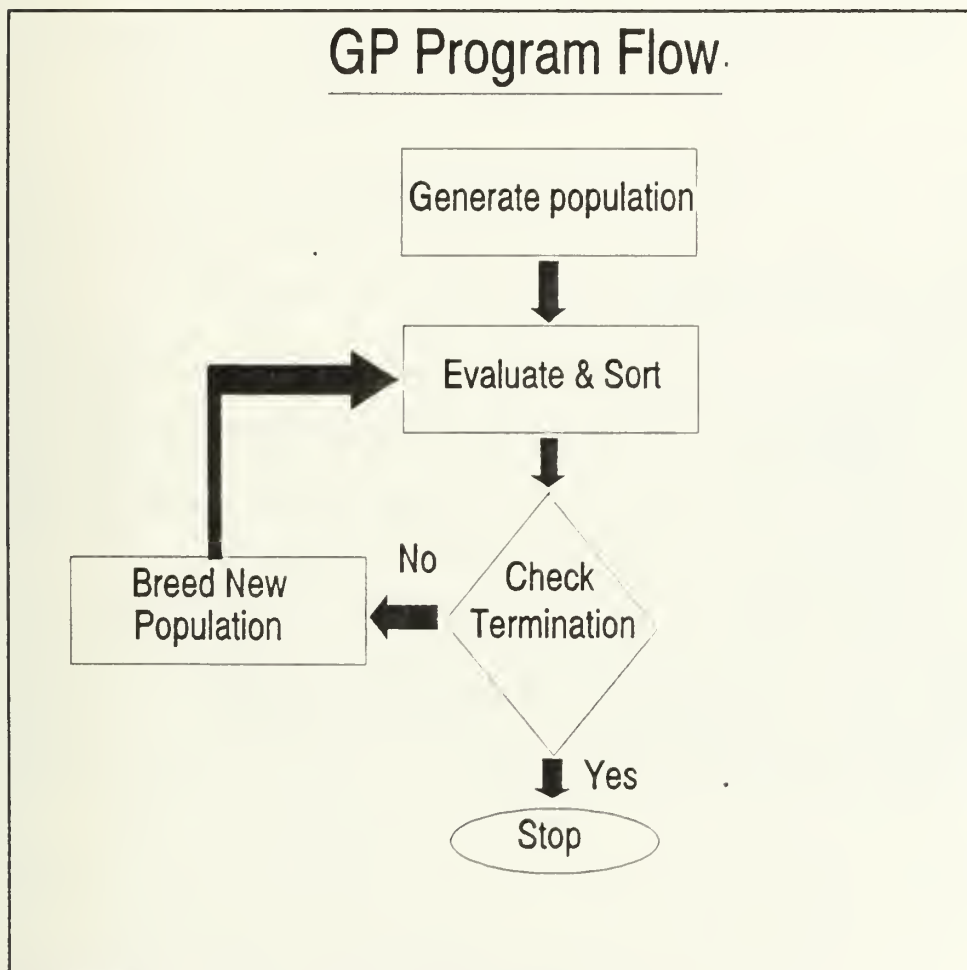 GP Program Flow
Generate population
Evaluate & Sort
Check
Termination
No
Breed New
Population
Yes
Stop